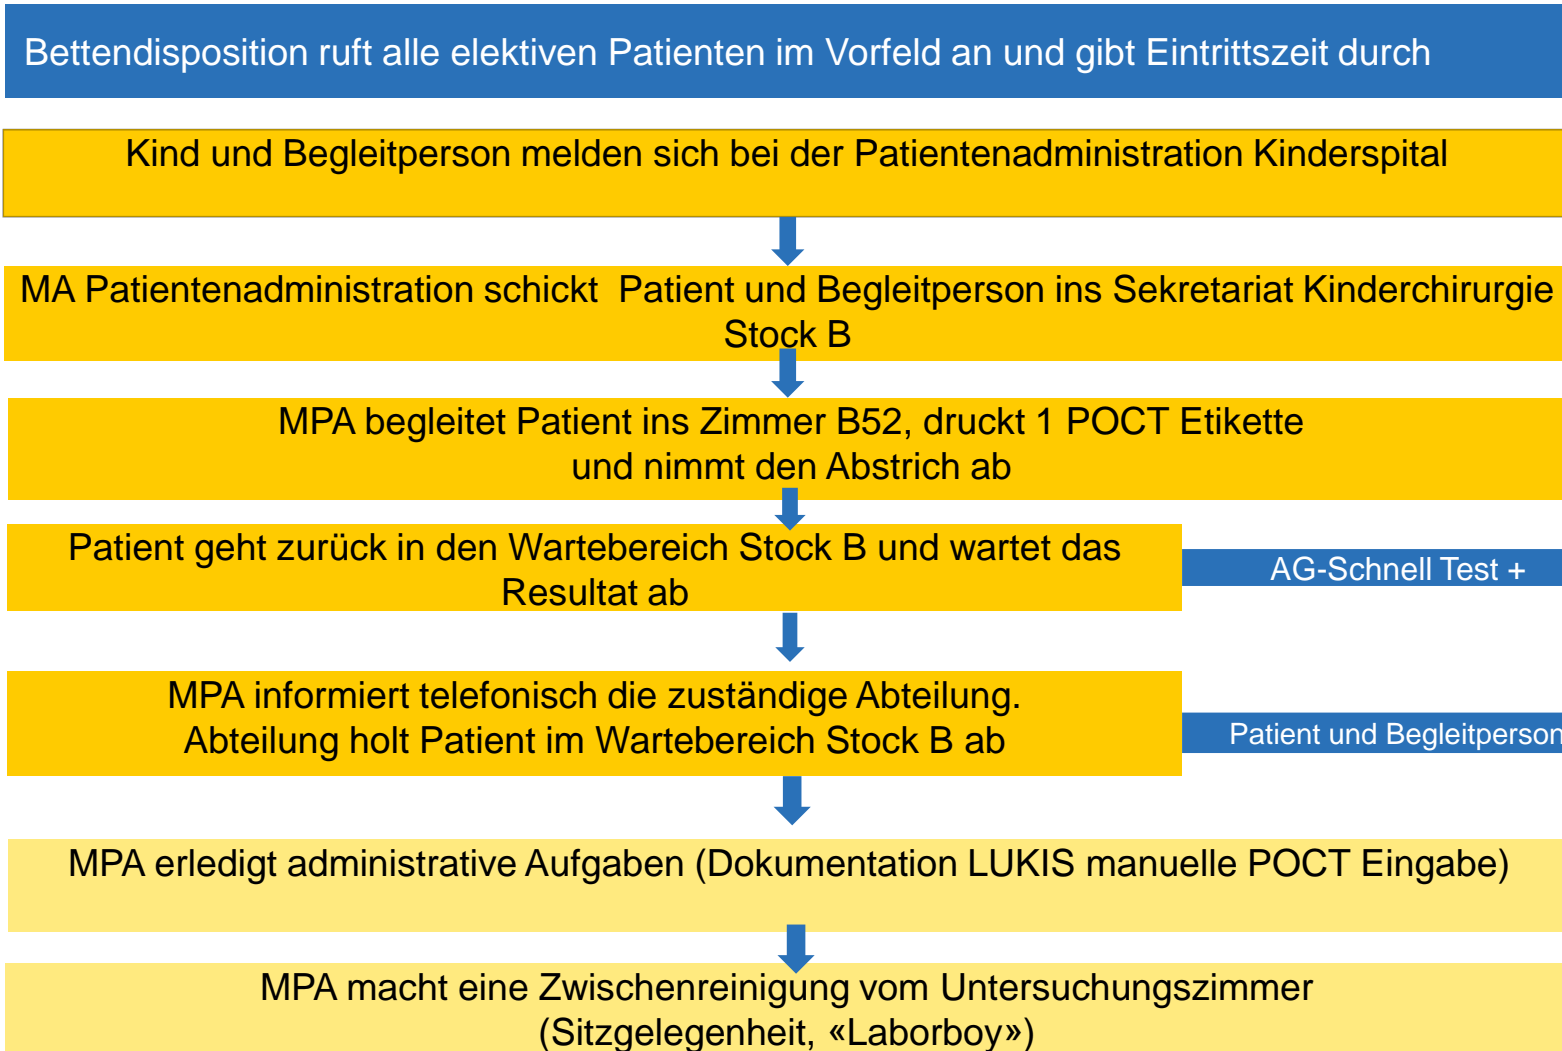 Bettendisposition ruft alle elektiven Patienten im Vorfeld an und gibt Eintrittszeit durch
Kind und Begleitperson melden sich bei der Patientenadministration Kinderspital
MA Patientenadministration schickt Patient und Begleitperson ins Sekretariat Kinderchirurgie
Stock B
MPA begleitet Patient ins Zimmer B52, druckt 1 POCT Etikette
und nimmt den Abstrich ab
Patient geht zurück in den Wartebereich Stock B und wartet das
Resultat ab
AG-Schnell Test +
MPA informiert telefonisch die zuständige Abteilung.
Abteilung holt Patient im Wartebereich Stock B ab
Patient und Begleitperson
MPA erledigt administrative Aufgaben (Dokumentation LUKIS manuelle POCT Eingabe)
MPA macht eine Zwischenreinigung vom Untersuchungszimmer
(Sitzgelegenheit, «Laborboy»)